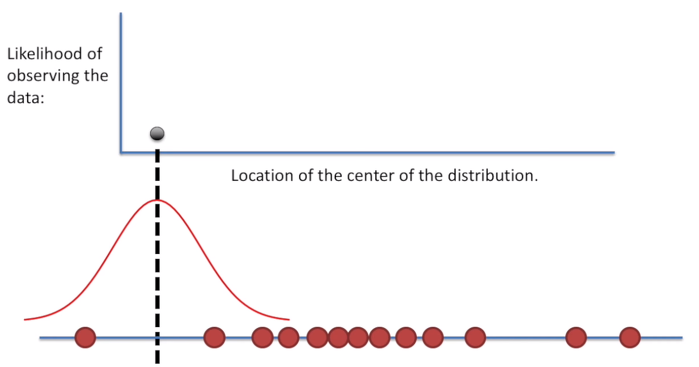 Likelihood of
observing the
data:
Location of the center of the distribution.